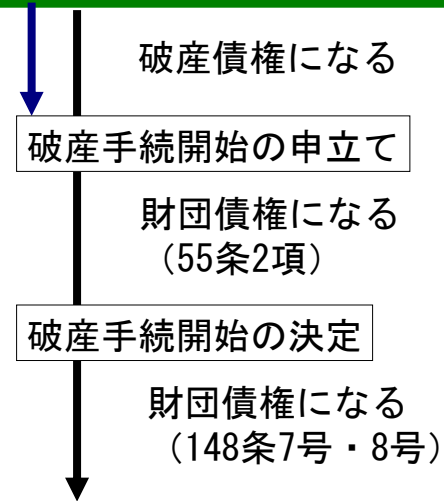 破産債権になる
破産手続開始の申立て
財団債権になる
（55条2項）
破産手続開始の決定
財団債権になる
（148条7号・8号）